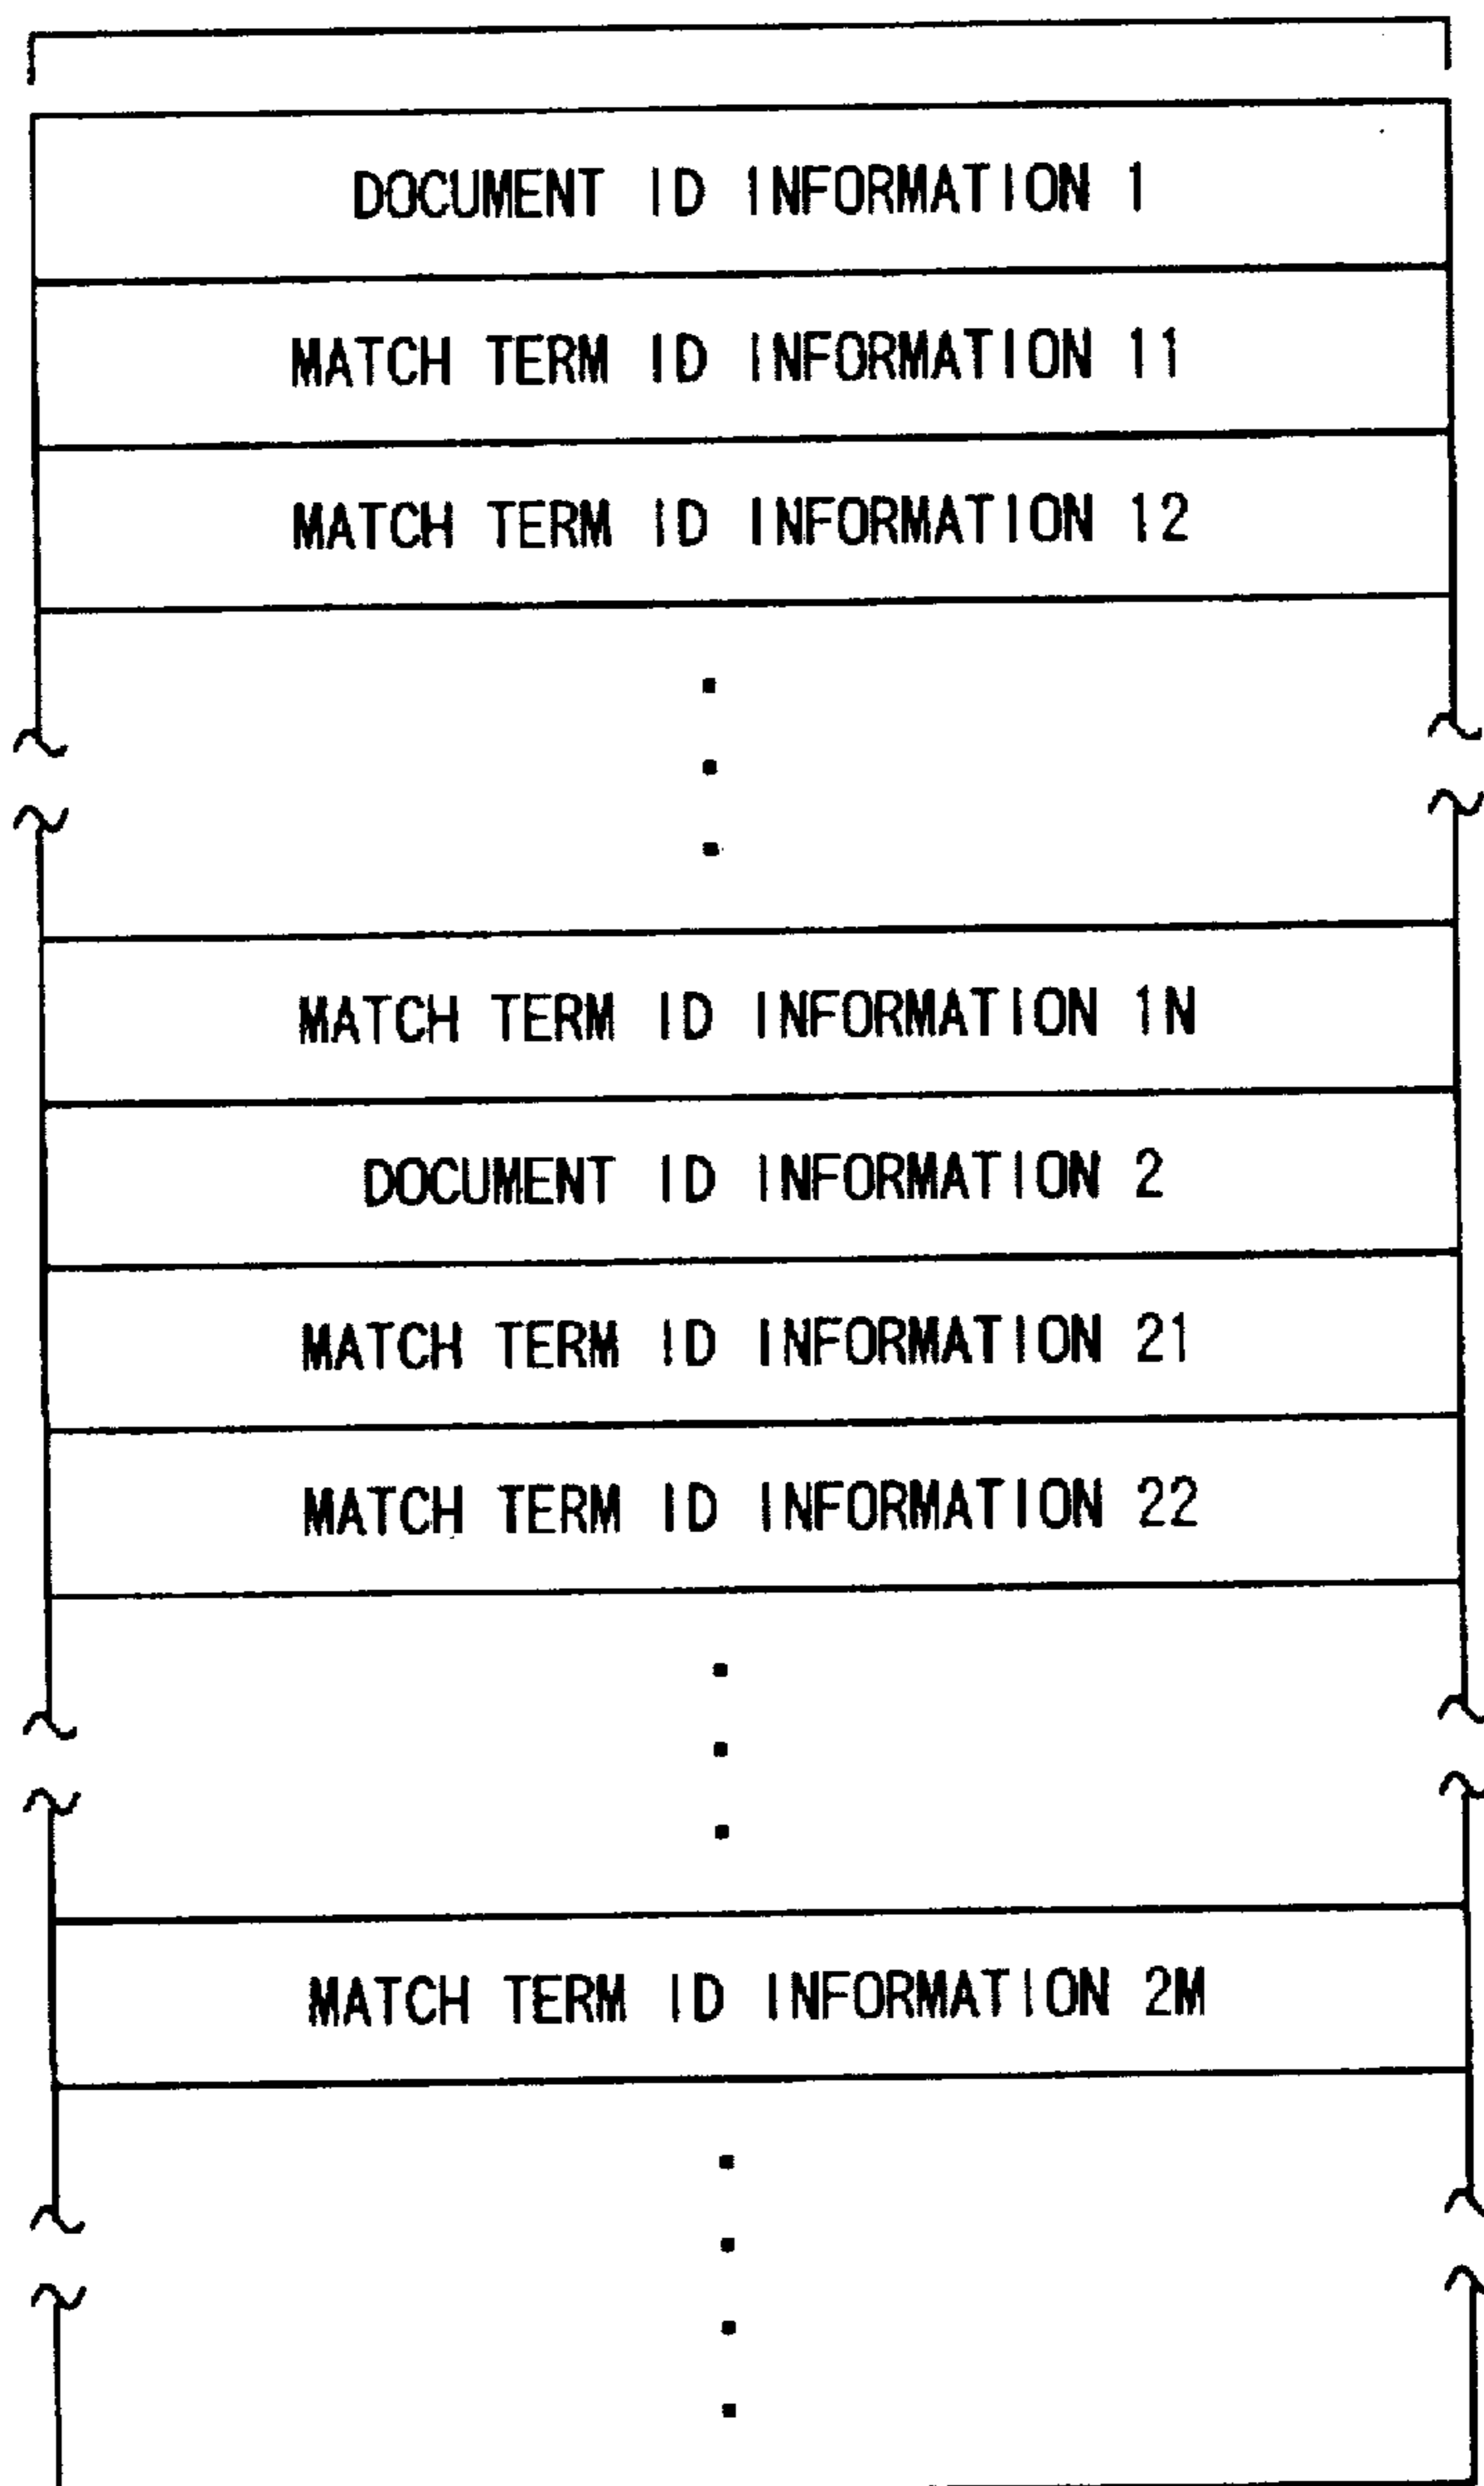 DOCUMENT ID INFORMATION 1
MATCH TERM ID INFORMATION 11
MATCH TERM ID INFORMATION 12
MATCH TERM ID INFORMATION 1N
DOCUMENT ID INFORMATION 2
MATCH TERM ID INFORMATION 21
MATCH TERM ID INFORMATION 22
MATCH TERM ID INFORMATION 2M